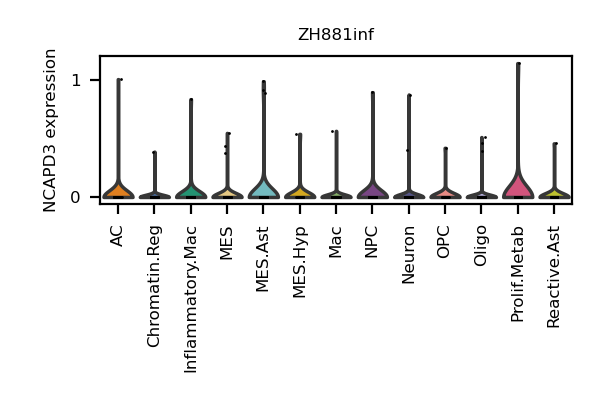 ZH881inf
NCAPD3 expression
1
0
AC
Chromatin.Reg
Inflammatory.Mac
MES
MES.Ast
MES.Hyp
Mac
NPC
Neuron
OPC
Oligo
Prolif.Metab
Reactive.Ast